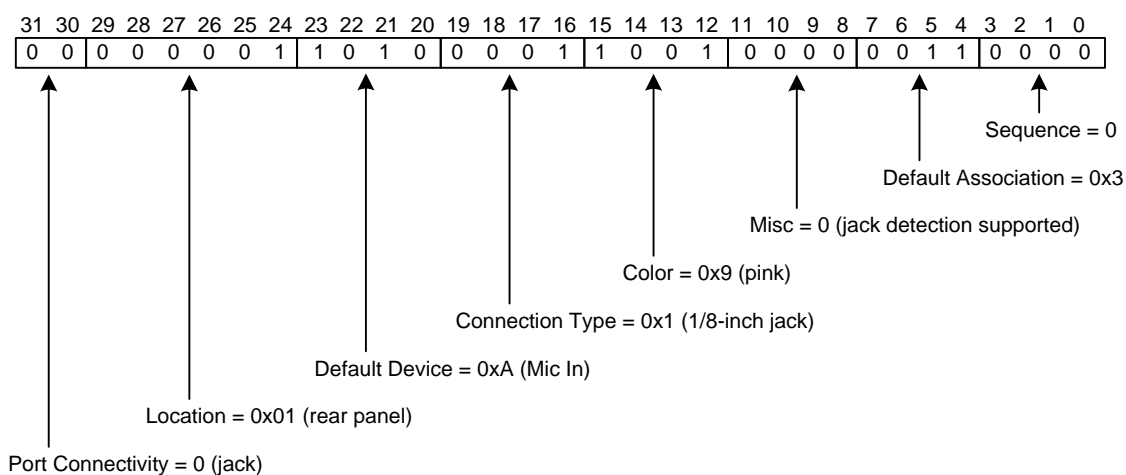 31 30 29 28 27 26 25 24 23 22 21 20 19 18 17 16 15 14 13 12 11 10 9 8 7 6 5 4 3 2 1 0
0 0 0 0 0 0 0 1 1 0 1 0 0 0 0 1 1 0 0 1 0 0 0 0 0 0 1 1 0 0 0 0
Sequence = 0
Default Association = 0x3
Misc = 0 (jack detection supported)
Color = 0x9 (pink)
Connection Type = 0x1 (1/8-inch jack)
Default Device = 0xA (Mic In)
Location = 0x01 (rear panel)
Port Connectivity = 0 (jack)